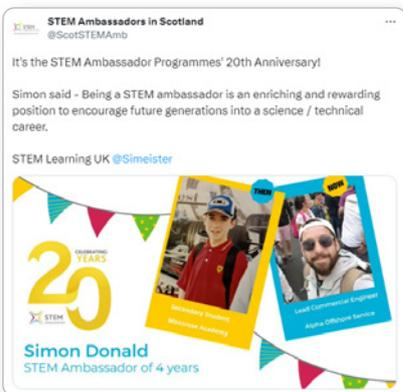 STEM Ambassadors in Scotland
@ScotSTEMAmb
It's the STEM Ambassador Programmes' 20th Anniversary!
Simon said - Being a STEM ambassador is an enriching and rewarding
position to encourage future generations into a science / technical
career.
STEM Learning UK @Simeister
CELEBRATING
20 YEARS
STEM
THEN
NOW
Secondary Student
Montrose Academy
Lead Commercial Engineer
Alpha Offshore Service
Simon Donald
STEM Ambassador of 4 years